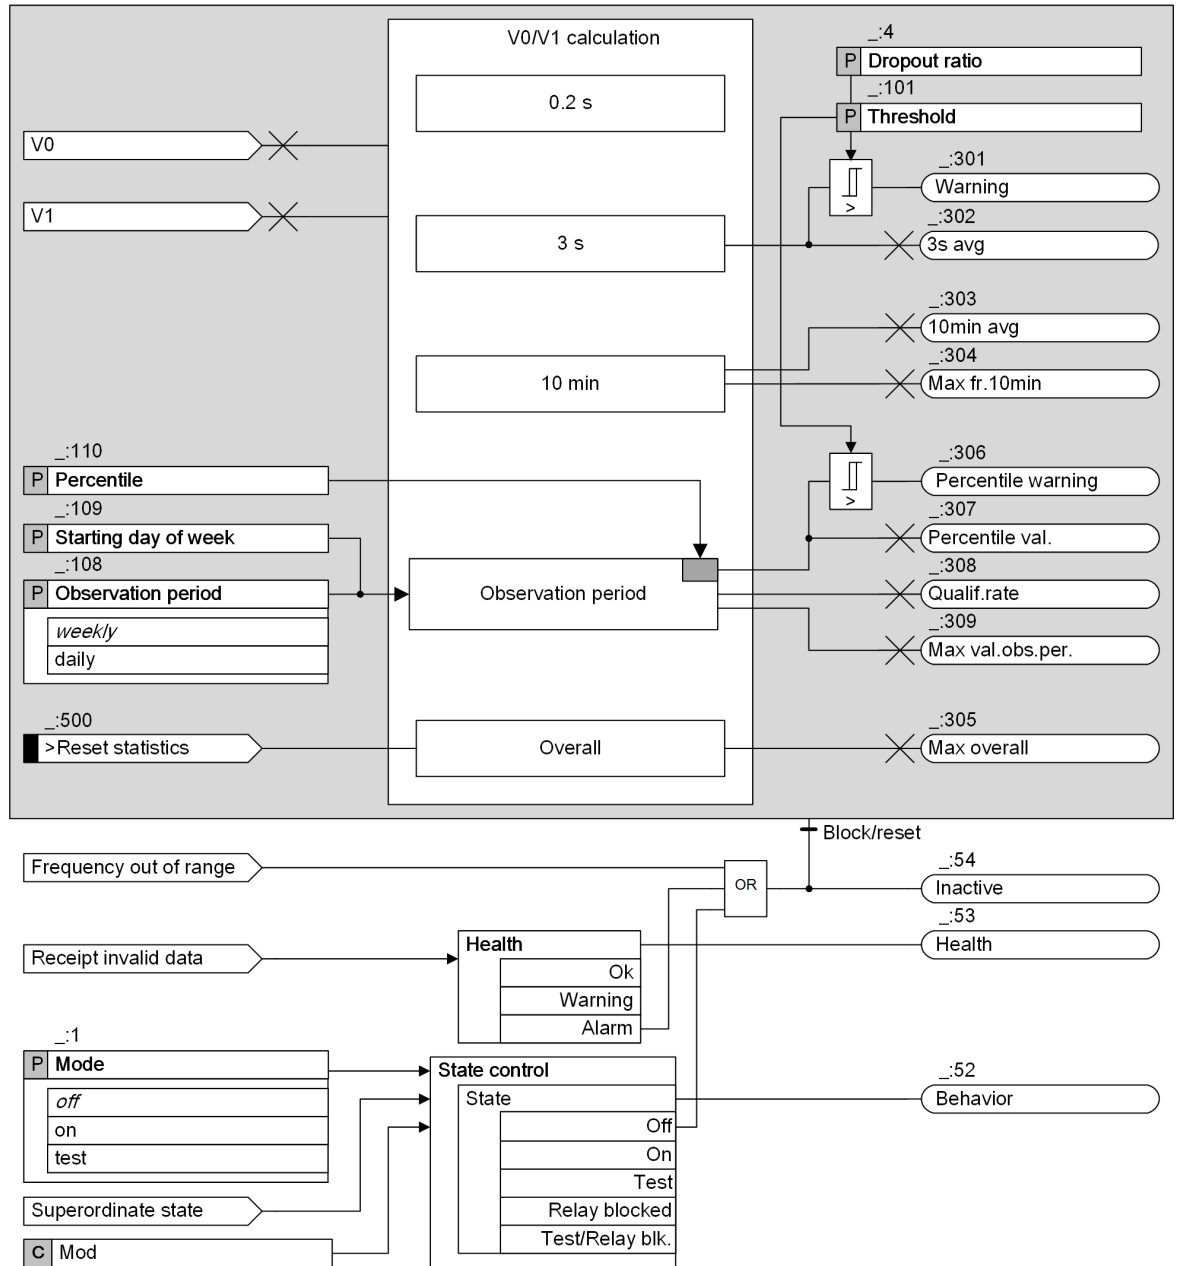 V0/V1 calculation
_:4
P Dropout ratio
_:101
P Threshold
0.2 s
V0
_:301
>
Warning
V1
_:302
3 s
3s avg
_:303
10min avg
_:304
10 min
Max fr.10min
_:110
P Percentile
_:306
>
Percentile warning
_:109
P Starting day of week
_:307
Percentile val.
_:108
P Observation period
weekly
daily
Observation period
_:308
Qualif.rate
_:309
Max val.obs.per.
_:500
>Reset statistics
Overall
_:305
Max overall
Block/reset
Frequency out of range
OR
_:54
Inactive
_:53
Health
Receipt invalid data
Health
Ok
Warning
Alarm
_:1
P Mode
off
on
test
State control
State
Off
On
Test
Relay blocked
Test/Relay blk.
_:52
Behavior
Superordinate state
C Mod